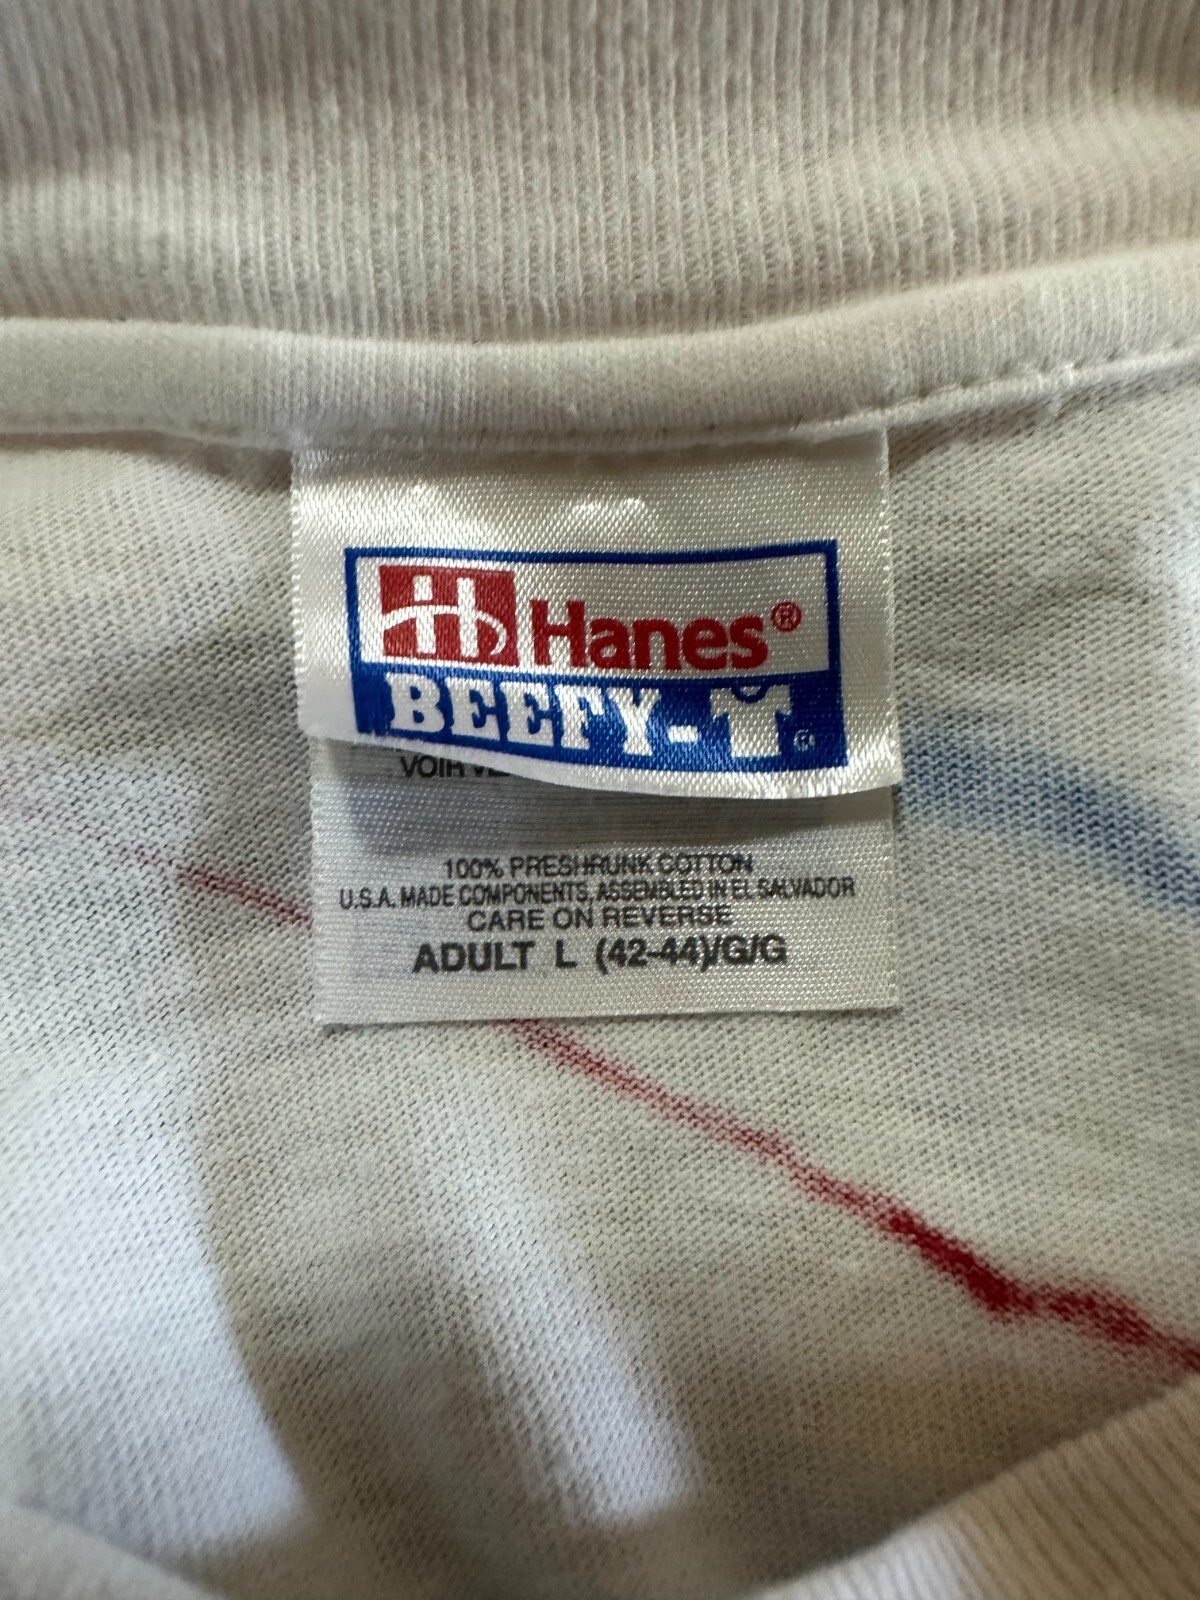 Hanes®
BEEFY-T®
VOIR
100% PRESHRUNK COTTON
U.S.A. MADE COMPONENTS, ASSEMBLED IN EL SALVADOR
CARE ON REVERSE
ADULT L (42-44)/G/G